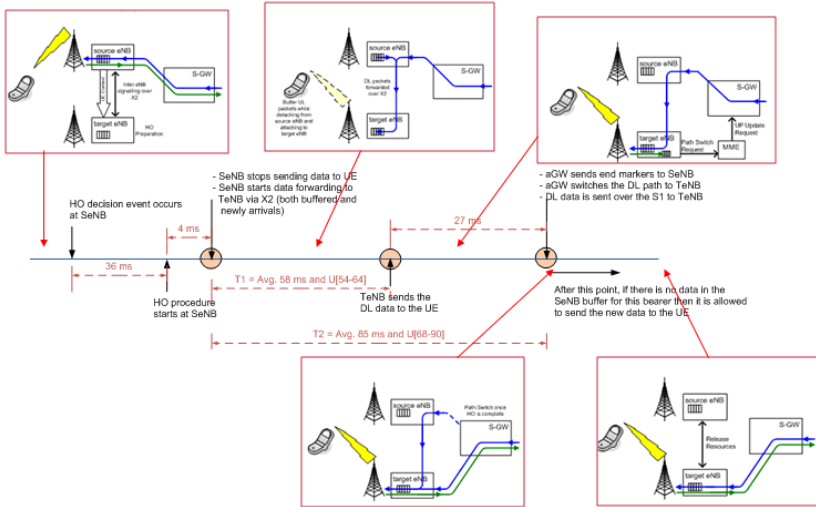 source eNB
S-GW
UE Context
Inter eNB
signaling over
X2
target eNB
HO
Preparation
source eNB
S-GW
DL packets
forwarded
over X2
Buffer UL
packets while
detaching from
source eNB and
attaching to
target eNB
target eNB
source eNB
S-GW
target eNB
Path Switch
Request
UP Update
Request
MME
HO decision event occurs
at SeNB
- SeNB stops sending data to UE
- SeNB starts data forwarding to
TeNB via X2 (both buffered and
newly arrivals)
- aGW sends end markers to SeNB
- aGW switches the DL path to TeNB
- DL data is sent over the S1 to TeNB
4 ms
27 ms
36 ms
HO procedure
starts at SeNB
T1 = Avg. 58 ms and U[54-64]
TeNB sends the
DL data to the UE
After this point, if there is no data in the
SeNB buffer for this bearer then it is allowed
to send the new data to the UE
T2 = Avg. 85 ms and U[68-90]
source eNB
Path Switch once
HO is complete
S-GW
target eNB
source eNB
S-GW
Release
Resources
target eNB